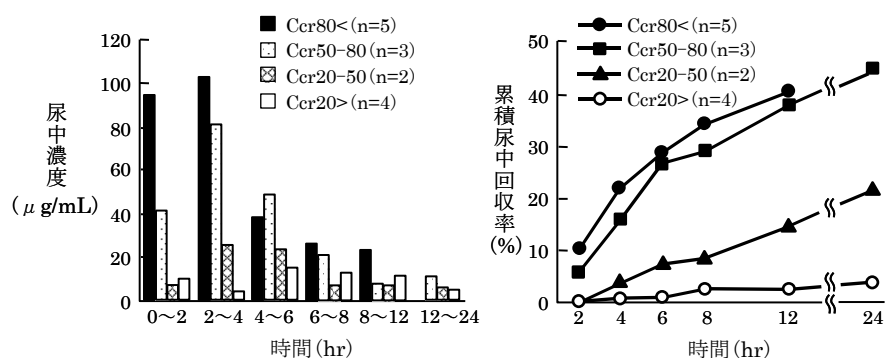 Ccr80<(n=5)
Ccr50-80(n=3)
Ccr20-50(n=2)
Ccr20>(n=4)
尿中濃度
(μg/mL)
120
100
80
60
40
20
0
0～2 2～4 4～6 6～8 8～12 12～24
時間(hr)
Ccr80<(n=5)
Ccr50-80(n=3)
Ccr20-50(n=2)
Ccr20>(n=4)
累積尿中回収率
(%)
50
40
30
20
10
0
2 4 6 8 12 24
時間(hr)